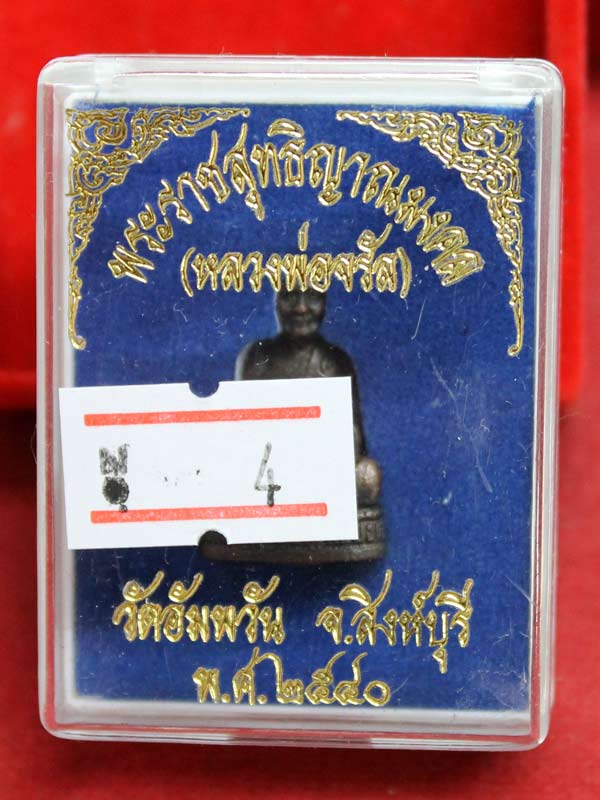 พระราชสุทธิญาณมงคล
(หลวงพ่อจรัล)
4
วัดอัมพวัน จ.สิงห์บุรี
พ.ศ.๒๕๔๐